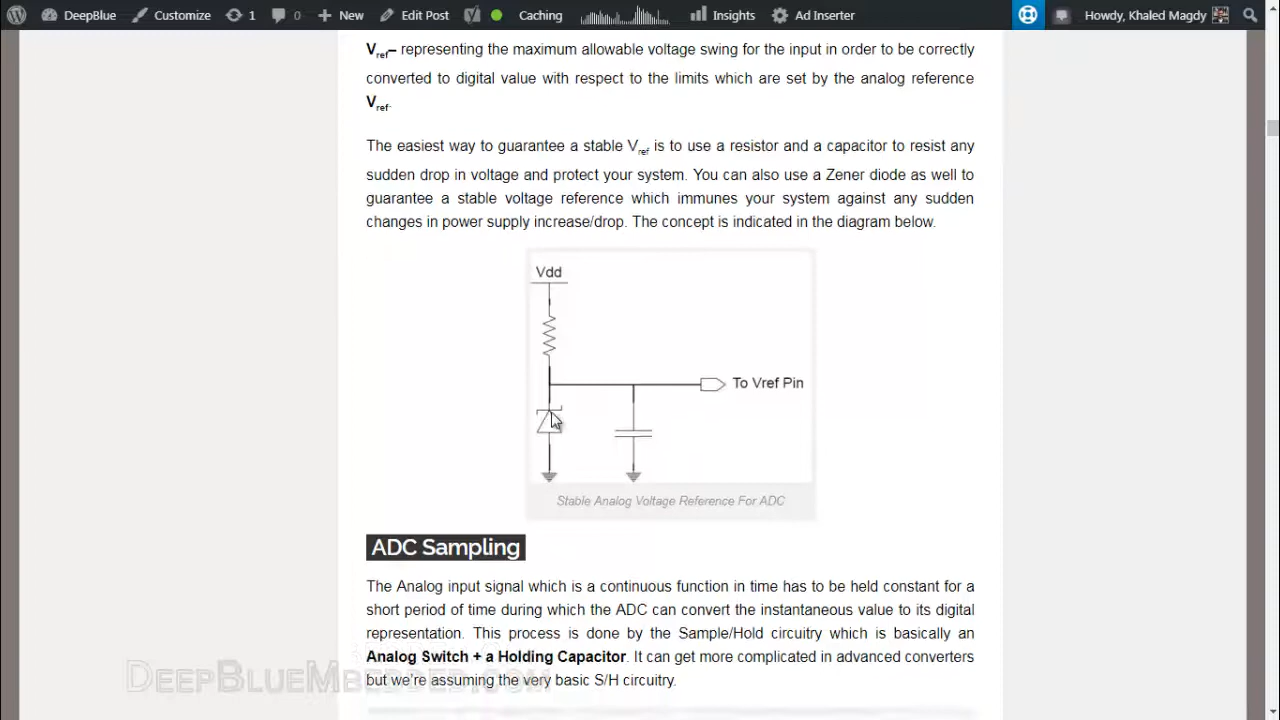 DeepBlue Customize 1 0 New Edit Post Caching Insights Ad Inserter Howdy, Khaled Magdy
Vref– representing the maximum allowable voltage swing for the input in order to be correctly
converted to digital value with respect to the limits which are set by the analog reference
Vref.
The easiest way to guarantee a stable Vref is to use a resistor and a capacitor to resist any
sudden drop in voltage and protect your system. You can also use a Zener diode as well to
guarantee a stable voltage reference which immunes your system against any sudden
changes in power supply increase/drop. The concept is indicated in the diagram below.
Vdd
To Vref Pin
Stable Analog Voltage Reference For ADC
ADC Sampling
The Analog input signal which is a continuous function in time has to be held constant for a
short period of time during which the ADC can convert the instantaneous value to its digital
representation. This process is done by the Sample/Hold circuitry which is basically an
Analog Switch + a Holding Capacitor. It can get more complicated in advanced converters
but we're assuming the very basic S/H circuitry.
DeepBlueMbedded.com